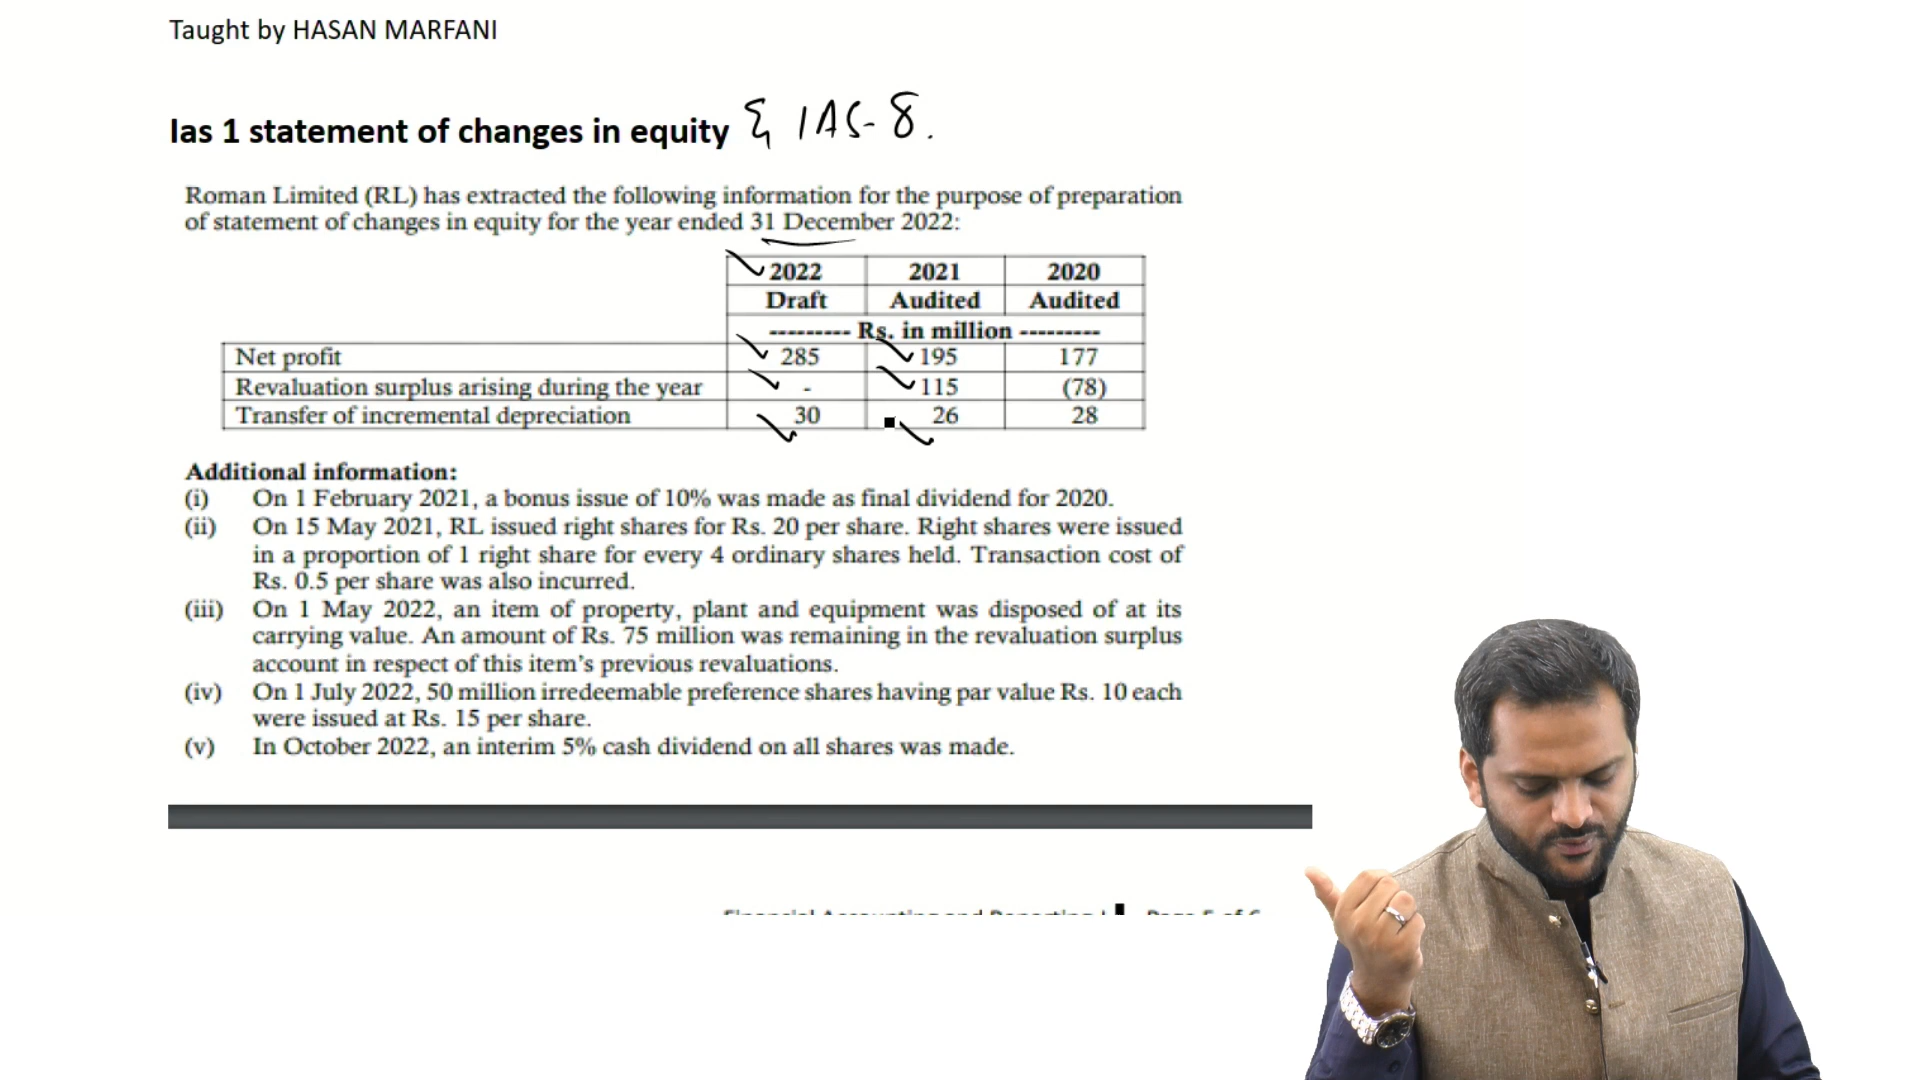 Taught by HASAN MARFANI
Ias 1 statement of changes in equity & IAS-8.
Roman Limited (RL) has extracted the following information for the purpose of preparation
of statement of changes in equity for the year ended 31 December 2022:
2022 2021 2020
Draft Audited Audited
--------- Rs. in million ---------
Net profit 285 195 177
Revaluation surplus arising during the year - 115 (78)
Transfer of incremental depreciation 30 26 28
Additional information:
(i) On 1 February 2021, a bonus issue of 10% was made as final dividend for 2020.
(ii) On 15 May 2021, RL issued right shares for Rs. 20 per share. Right shares were issued
in a proportion of 1 right share for every 4 ordinary shares held. Transaction cost of
Rs. 0.5 per share was also incurred.
(iii) On 1 May 2022, an item of property, plant and equipment was disposed of at its
carrying value. An amount of Rs. 75 million was remaining in the revaluation surplus
account in respect of this item's previous revaluations.
(iv) On 1 July 2022, 50 million irredeemable preference shares having par value Rs. 10 each
were issued at Rs. 15 per share.
(v) In October 2022, an interim 5% cash dividend on all shares was made.